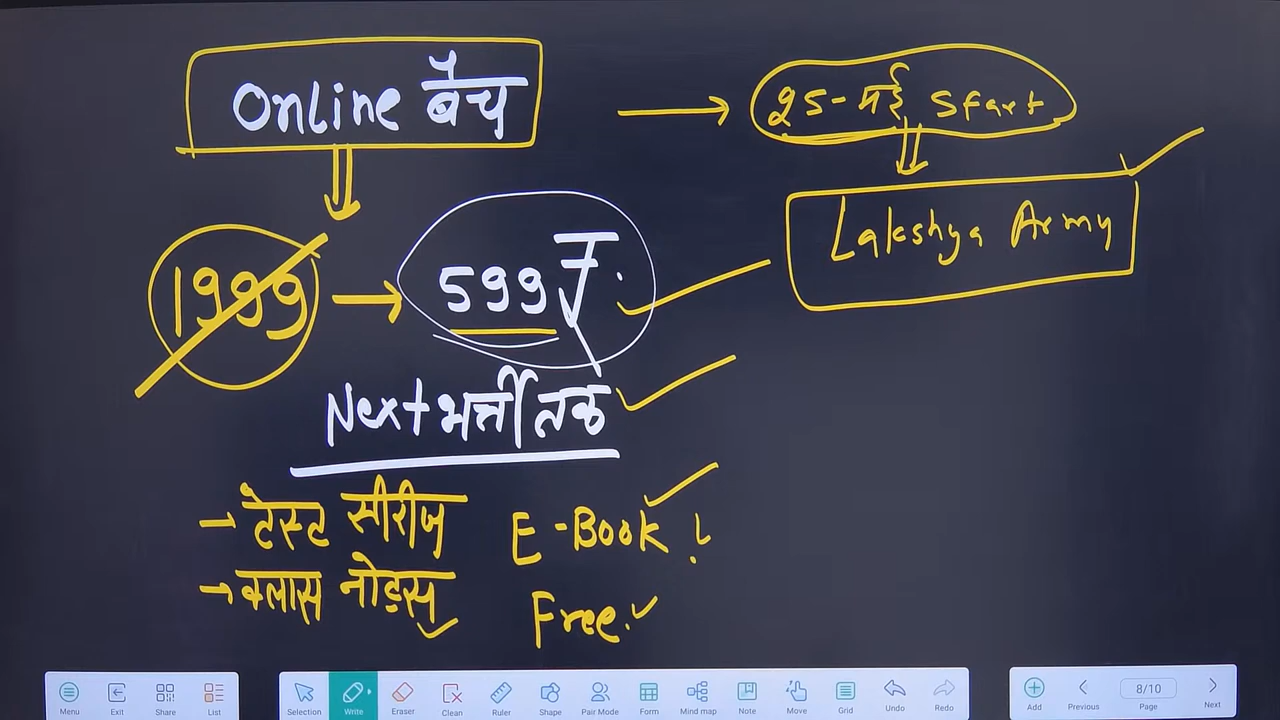 Online बैच
25-मई Start
Lakshya Army
1999
599 ₹
Next भर्ती तक
→ टेस्ट सीरीज
E-Book !
→ क्लास नोट्स
Free.
Menu
Exit
Share
List
Selection
Write
Eraser
Clean
Ruler
Shape
Pair Mode
Form
Mind map
Note
Move
Grid
Undo
Redo
Add
Previous
8/10
Page
Next